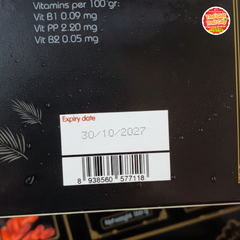 Vitamins per 100 gr:
Vit B1 0.09 mg
Vit PP 2.20 mg
Vit B2 0.05 mg
Expiry date
30/10/2027
8 938560 577118